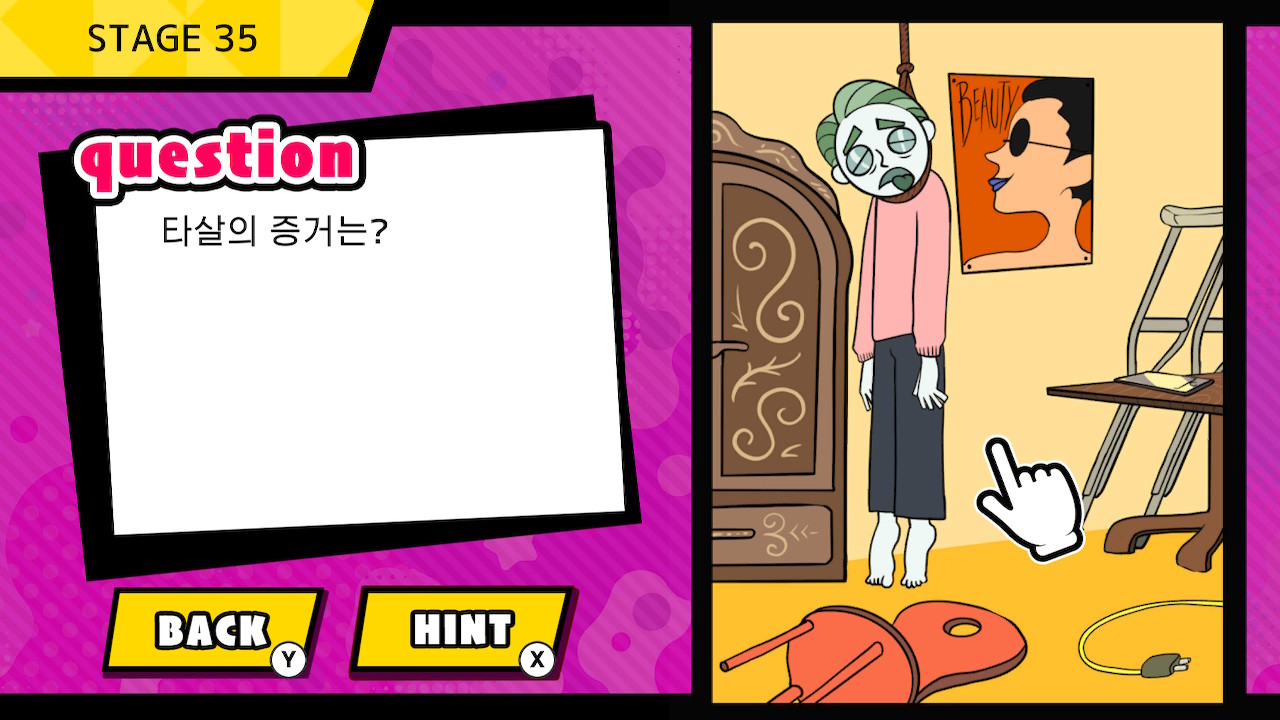 STAGE 35
question
타살의 증거는?
BACK
Y
HINT
X
BEAUTY